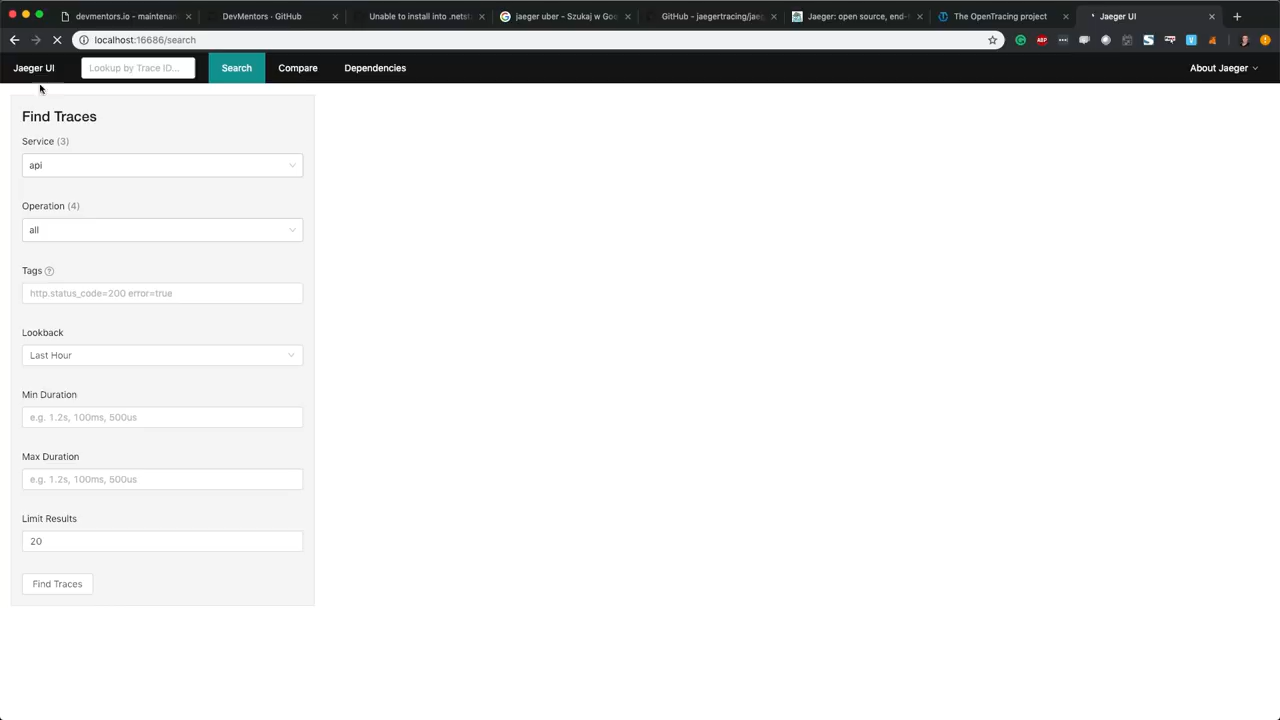 devmentors.io - maintenan
DevMentors · GitHub
Unable to install into .netsta
jaeger uber - Szukaj w Goo
GitHub - jaegertracing/jaeg
Jaeger: open source, end-t
The OpenTracing project
Jaeger UI
localhost:16686/search
Jaeger UI
Lookup by Trace ID...
Search
Compare
Dependencies
About Jaeger
Find Traces
Service (3)
api
Operation (4)
all
Tags
http.status_code=200 error=true
Lookback
Last Hour
Min Duration
e.g. 1.2s, 100ms, 500us
Max Duration
e.g. 1.2s, 100ms, 500us
Limit Results
20
Find Traces